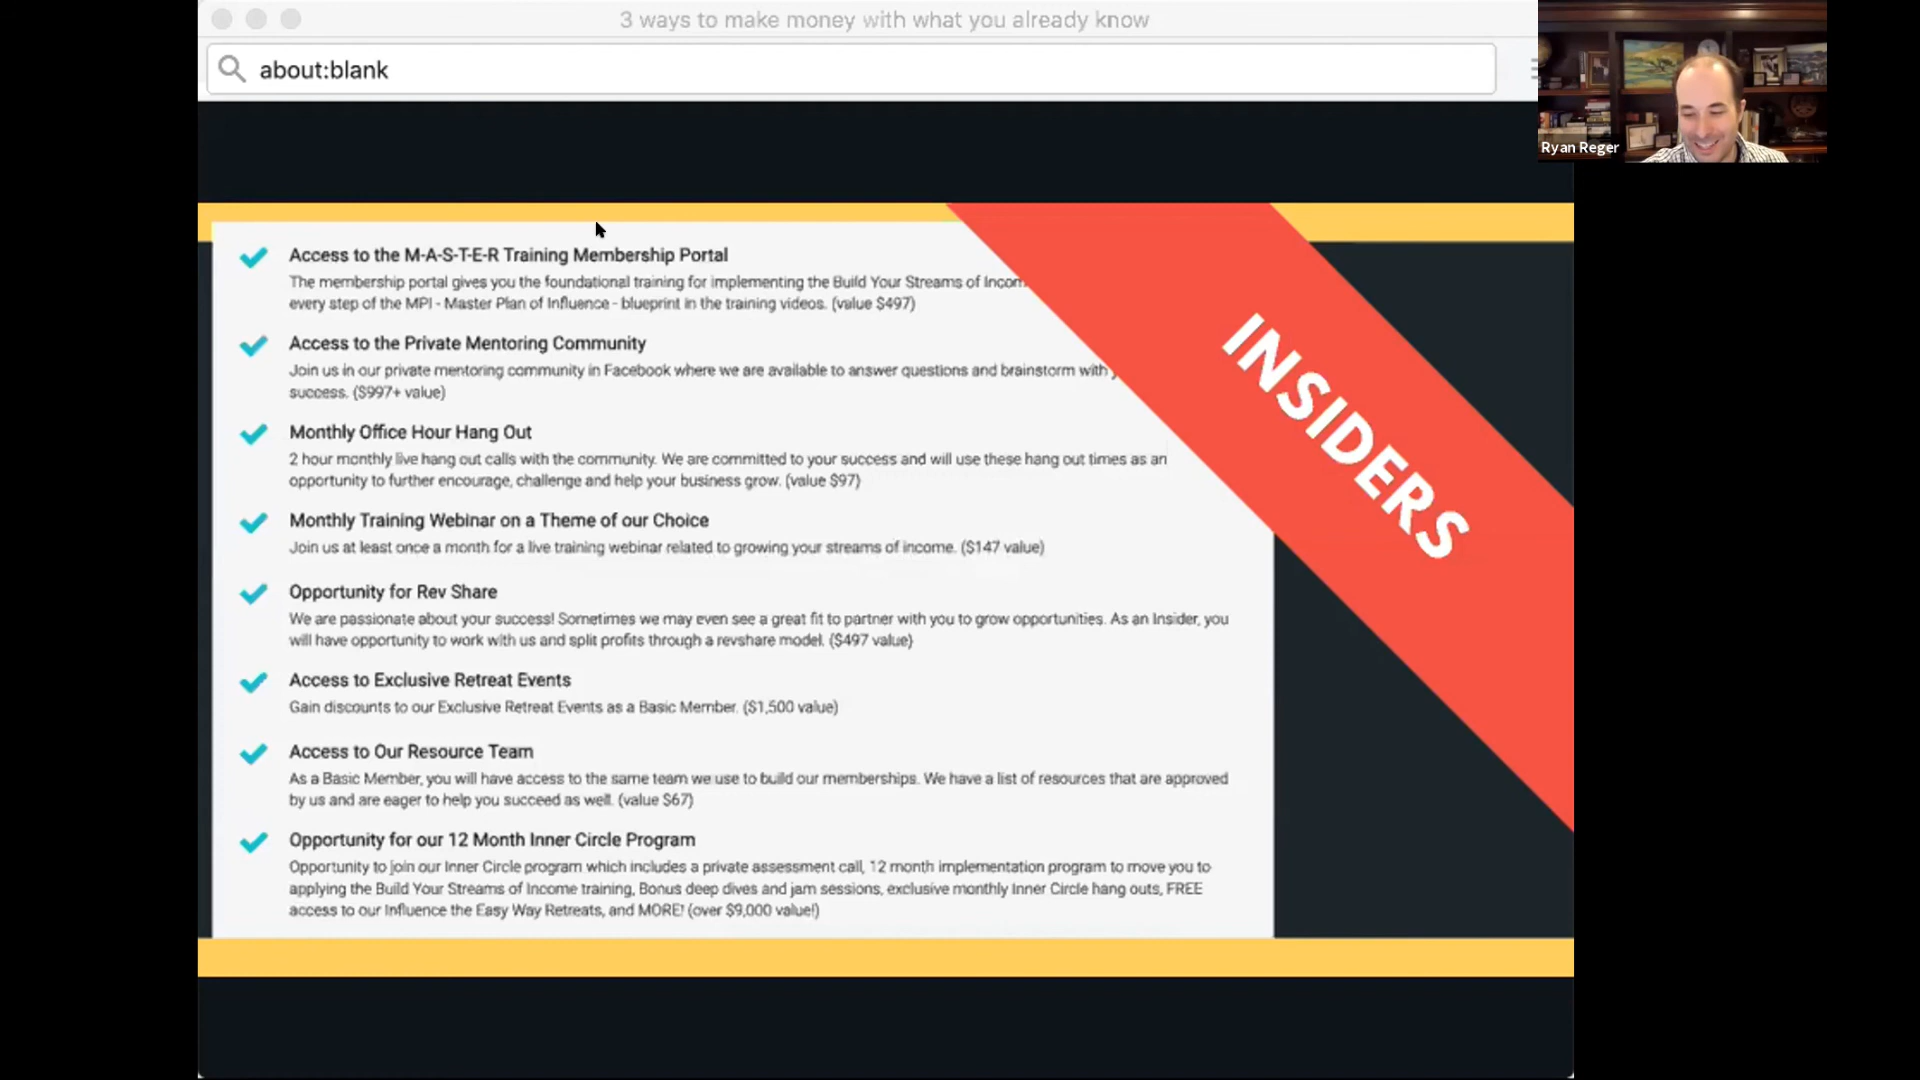 3 ways to make money with what you already know
about:blank
Ryan Reger
Access to the M-A-S-T-E-R Training Membership Portal
The membership portal gives you the foundational training for implementing the Build Your Streams of Incom
every step of the MPI - Master Plan of Influence - blueprint in the training videos. (value $497)
Access to the Private Mentoring Community
Join us in our private mentoring community in Facebook where we are available to answer questions and brainstorm with
success. ($997+ value)
Monthly Office Hour Hang Out
2 hour monthly live hang out calls with the community. We are committed to your success and will use these hang out times as an
opportunity to further encourage, challenge and help your business grow. (value $97)
Monthly Training Webinar on a Theme of our Choice
Join us at least once a month for a live training webinar related to growing your streams of income. ($147 value)
Opportunity for Rev Share
We are passionate about your success! Sometimes we may even see a great fit to partner with you to grow opportunities. As an Insider, you
will have opportunity to work with us and split profits through a revshare model. ($497 value)
Access to Exclusive Retreat Events
Gain discounts to our Exclusive Retreat Events as a Basic Member. ($1,500 value)
Access to Our Resource Team
As a Basic Member, you will have access to the same team we use to build our memberships. We have a list of resources that are approved
by us and are eager to help you succeed as well. (value $67)
Opportunity for our 12 Month Inner Circle Program
Opportunity to join our Inner Circle program which includes a private assessment call, 12 month implementation program to move you to
applying the Build Your Streams of Income training, Bonus deep dives and jam sessions, exclusive monthly Inner Circle hang outs, FREE
access to our Influence the Easy Way Retreats, and MORE! (over $9,000 value!)
INSIDERS